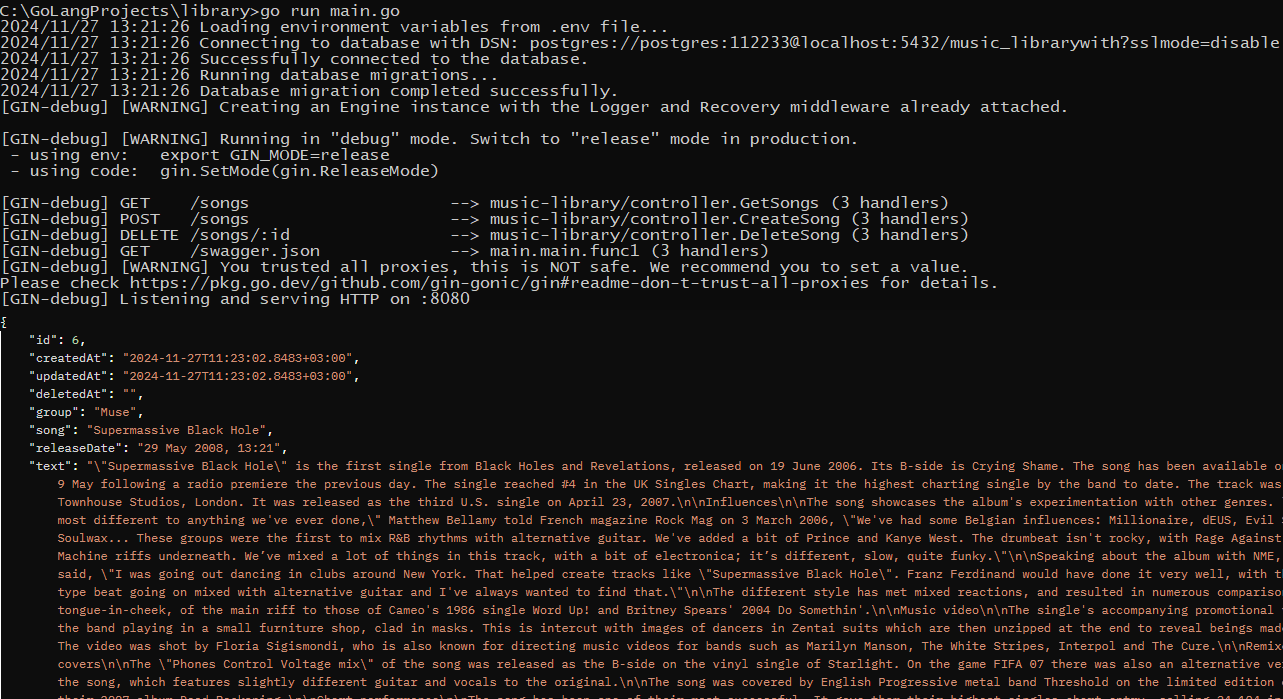 C:\GoLangProjects\library>go run main.go
2024/11/27 13:21:26 Loading environment variables from .env file...
2024/11/27 13:21:26 Connecting to database with DSN: postgres://postgres:112233@localhost:5432/music_librarywith?sslmode=disable
2024/11/27 13:21:26 Successfully connected to the database.
2024/11/27 13:21:26 Running database migrations...
2024/11/27 13:21:26 Database migration completed successfully.
[GIN-debug] [WARNING] Creating an Engine instance with the Logger and Recovery middleware already attached.
[GIN-debug] [WARNING] Running in "debug" mode. Switch to "release" mode in production.
 - using env:   export GIN_MODE=release
 - using code:  gin.SetMode(gin.ReleaseMode)
[GIN-debug] GET    /songs                    --> music-library/controller.GetSongs (3 handlers)
[GIN-debug] POST   /songs                    --> music-library/controller.CreateSong (3 handlers)
[GIN-debug] DELETE /songs/:id                --> music-library/controller.DeleteSong (3 handlers)
[GIN-debug] GET    /swagger.json             --> main.main.func1 (3 handlers)
[GIN-debug] [WARNING] You trusted all proxies, this is NOT safe. We recommend you to set a value.
Please check https://pkg.go.dev/github.com/gin-gonic/gin#readme-don-t-trust-all-proxies for details.
[GIN-debug] Listening and serving HTTP on :8080
{
"id": 6,
"createdAt": "2024-11-27T11:23:02.8483+03:00",
"updatedAt": "2024-11-27T11:23:02.8483+03:00",
"deletedAt": "",
"group": "Muse",
"song": "Supermassive Black Hole",
"releaseDate": "29 May 2008, 13:21",
"text": "\"Supermassive Black Hole\" is the first single from Black Holes and Revelations, released on 19 June 2006. Its B-side is Crying Shame. The song has been available
9 May following a radio premiere the previous day. The single reached #4 in the UK Singles Chart, making it the highest charting single by the band to date. The track was
Townhouse Studios, London. It was released as the third U.S. single on April 23, 2007.\n\nInfluences\n\nThe song showcases the album's experimentation with other genres.
most different to anything we've ever done,\" Matthew Bellamy told French magazine Rock Mag on 3 March 2006, \"We've had some Belgian influences: Millionaire, dEUS, Evil
Soulwax... These groups were the first to mix R&B rhythms with alternative guitar. We've added a bit of Prince and Kanye West. The drumbeat isn't rocky, with Rage Against
Machine riffs underneath. We’ve mixed a lot of things in this track, with a bit of electronica; it’s different, slow, quite funky.\"\n\nSpeaking about the album with NME,
said, \"I was going out dancing in clubs around New York. That helped create tracks like \"Supermassive Black Hole\". Franz Ferdinand would have done it very well, with
type beat going on mixed with alternative guitar and I've always wanted to find that.\"\n\nThe different style has met mixed reactions, and resulted in numerous
tongue-in-cheek, of the main riff to those of Cameo's 1986 single Word Up! and Britney Spears' 2004 Do Somethin'.\n\nMusic video\n\nThe single's accompanying promotional
the band playing in a small furniture shop, clad in masks. This is intercut with images of dancers in Zentai suits which are then unzipped at the end to reveal beings
The video was shot by Floria Sigismondi, who is also known for directing music videos for bands such as Marilyn Manson, The White Stripes, Interpol and The Cure.\n\n
covers\n\nThe \"Phones Control Voltage mix\" of the song was released as the B-side on the vinyl single of Starlight. On the game FIFA 07 there was also an alternative
the song, which features slightly different guitar and vocals to the original.\n\nThe song was covered by English Progressive metal band Threshold on the limited edition